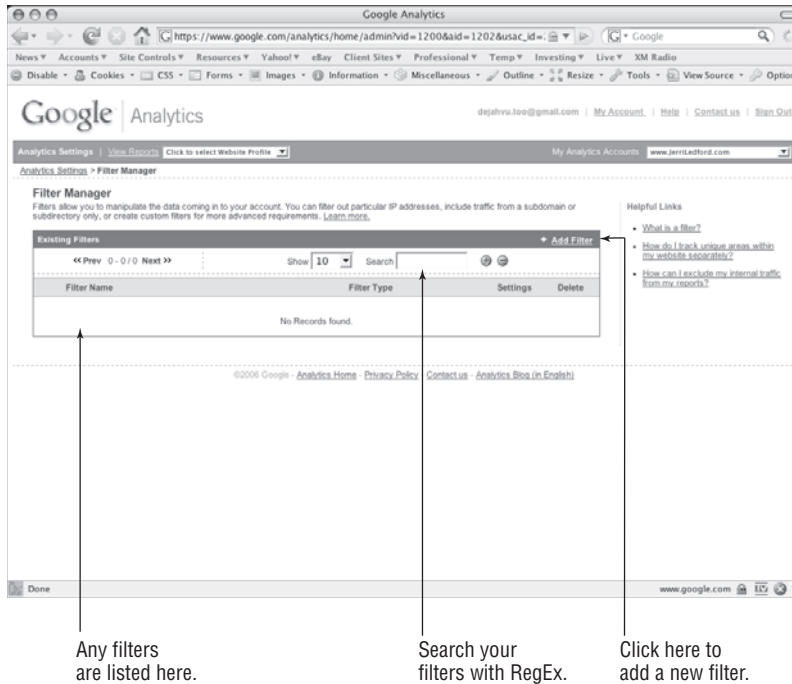 Google Analytics
https://www.google.com/analytics/home/admin?vid=1200&aid=1202&usac_id=. Google
News Accounts Site Controls Resources Yahoo! eBay Client Sites Professional Temp Investing Live XM Radio
Disable Cookies CSS Forms Images Information Miscellaneous Outline Resize Tools View Source Option
Google Analytics
dejahvu.too@gmail.com | My Account | Help | Contact us | Sign Out
Analytics Settings | View Reports Click to select Website Profile My Analytics Accounts www.JerriLedford.com
Analytics Settings > Filter Manager
Filter Manager
Filters allow you to manipulate the data coming in to your account. You can filter out particular IP addresses, include traffic from a subdomain or
subdirectory only, or create custom filters for more advanced requirements. Learn more.
Helpful Links
• What is a filter?
• How do I track unique areas within
my website separately?
• How can I exclude my internal traffic
from my reports?
Existing Filters + Add Filter
<< Prev 0 - 0 / 0 Next >> Show 10 Search
Filter Name Filter Type Settings Delete
No Records found.
©2006 Google - Analytics Home - Privacy Policy - Contact us - Analytics Blog (in English)
Done www.google.com
Any filters
are listed here.
Search your
filters with RegEx.
Click here to
add a new filter.